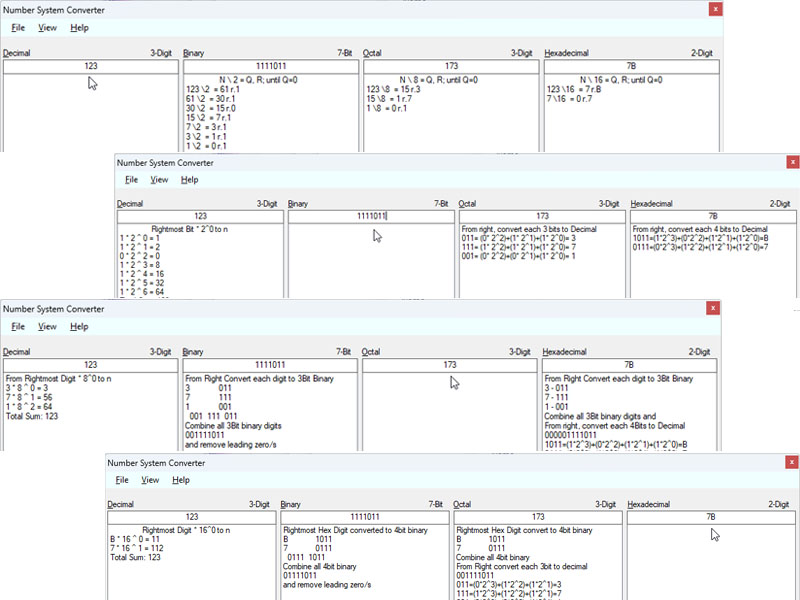 Number System Converter x
File View Help
Decimal 3-Digit Binary 7-Bit Octal 3-Digit Hexadecimal 2-Digit
123 1111011 173 7B
N \ 2 = Q, R; until Q=0 N \ 8 = Q, R; until Q=0 N \ 16 = Q, R; until Q=0
123 \2 = 61 r.1 123 \8 = 15 r.3 123 \16 = 7 r.B
61 \2 = 30 r.1 15 \8 = 1 r.7 7 \16 = 0 r.7
30 \2 = 15 r.0 1 \8 = 0 r.1
15 \2 = 7 r.1
7 \2 = 3 r.1
3 \2 = 1 r.1
1 \2 = 0 r.1
Number System Converter x
File View Help
Decimal 3-Digit Binary 7-Bit Octal 3-Digit Hexadecimal 2-Digit
123 1111011 173 7B
Rightmost Bit * 2^0 to n From right, convert each 3 bits to Decimal From right, convert each 4 bits to Decimal
1 * 2 ^ 0 = 1 011= (0* 2^2)+(1* 2^1)+(1* 2^0)= 3 1011=(1*2^3)+(0*2^2)+(1*2^1)+(1*2^0)=B
1 * 2 ^ 1 = 2 111= (1* 2^2)+(1* 2^1)+(1* 2^0)= 7 0111=(0*2^3)+(1*2^2)+(1*2^1)+(1*2^0)=7
0 * 2 ^ 2 = 0 001= (0* 2^2)+(0* 2^1)+(1* 2^0)= 1
1 * 2 ^ 3 = 8
1 * 2 ^ 4 = 16
1 * 2 ^ 5 = 32
1 * 2 ^ 6 = 64
Number System Converter x
File View Help
Decimal 3-Digit Binary 7-Bit Octal 3-Digit Hexadecimal 2-Digit
123 1111011 173 7B
From Rightmost Digit * 8^0 to n From Right Convert each digit to 3Bit Binary From Right Convert each digit to 3Bit Binary
3 * 8 ^ 0 = 3 3 011 3 - 011
7 * 8 ^ 1 = 56 7 111 7 - 111
1 * 8 ^ 2 = 64 1 001 1 - 001
Total Sum: 123 001 111 011 Combine all 3Bit binary digits and
Combine all 3Bit binary digits From right, convert each 4Bits to Decimal
001111011 000001111011
and remove leading zero/s 1011=(1*2^3)+(0*2^2)+(1*2^1)+(1*2^0)=B
Number System Converter x
File View Help
Decimal 3-Digit Binary 7-Bit Octal 3-Digit Hexadecimal 2-Digit
123 1111011 173 7B
Rightmost Digit * 16^0 to n Rightmost Hex Digit converted to 4bit binary Rightmost Hex Digit convert to 4bit binary
B * 16 ^ 0 = 11 B 1011 B 1011
7 * 16 ^ 1 = 112 7 0111 7 0111
Total Sum: 123 0111 1011 Combine all 4bit binary
Combine all 4bit binary From Right convert each 3bit to decimal
01111011 001111011
and remove leading zero/s 011=(0*2^3)+(1*2^2)+(1*2^1)=3
111=(1*2^3)+(1*2^2)+(1*2^1)=7